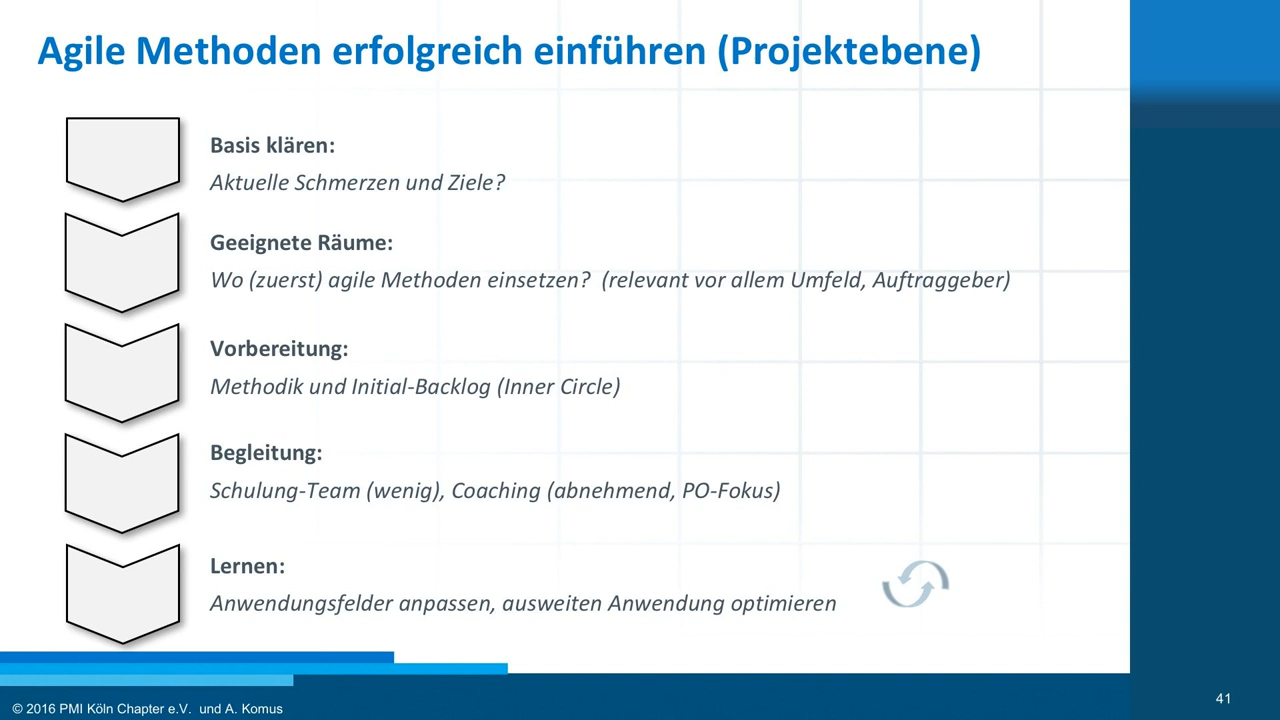 Agile Methoden erfolgreich einführen (Projektebene)
Basis klären:
Aktuelle Schmerzen und Ziele?
Geeignete Räume:
Wo (zuerst) agile Methoden einsetzen? (relevant vor allem Umfeld, Auftraggeber)
Vorbereitung:
Methodik und Initial-Backlog (Inner Circle)
Begleitung:
Schulung-Team (wenig), Coaching (abnehmend, PO-Fokus)
Lernen:
Anwendungsfelder anpassen, ausweiten Anwendung optimieren
© 2016 PMI Köln Chapter e.V. und A. Komus
41